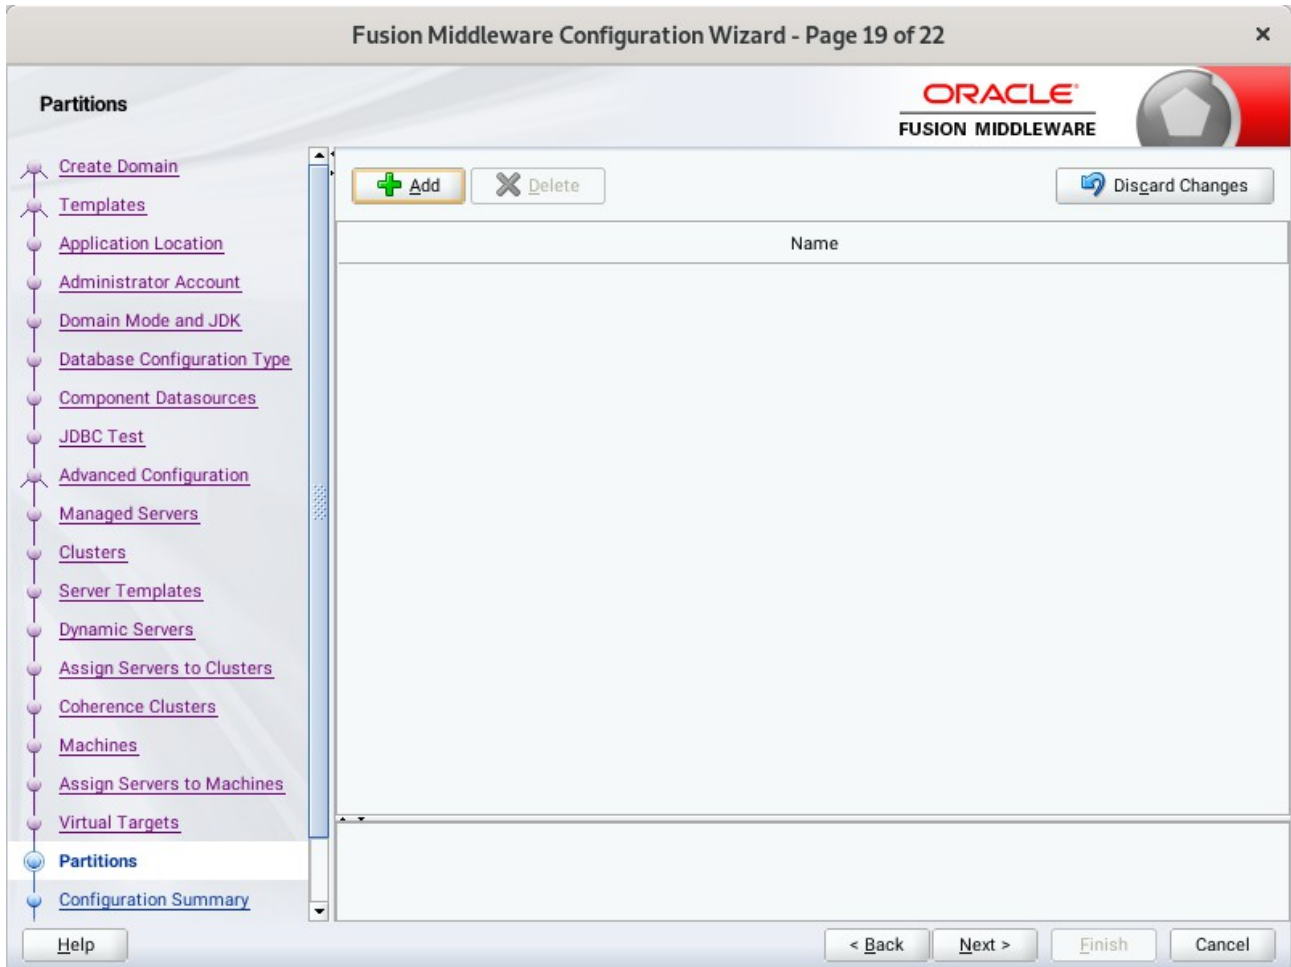 Fusion Middleware Configuration Wizard - Page 19 of 22
×
Partitions
ORACLE
FUSION MIDDLEWARE
Create Domain
Templates
Application Location
Administrator Account
Domain Mode and JDK
Database Configuration Type
Component Datasources
JDBC Test
Advanced Configuration
Managed Servers
Clusters
Server Templates
Dynamic Servers
Assign Servers to Clusters
Coherence Clusters
Machines
Assign Servers to Machines
Virtual Targets
Partitions
Configuration Summary
Add
Delete
Discard Changes
Name
Help
< Back
Next >
Finish
Cancel